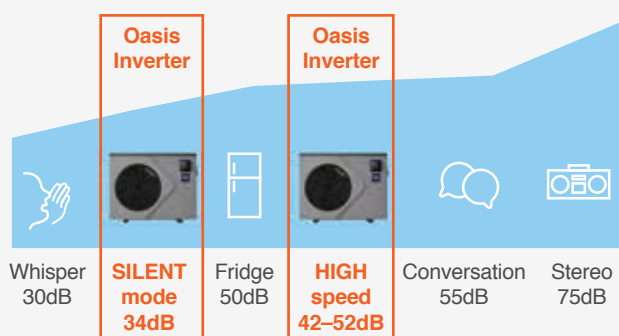 Oasis
Inverter
Oasis
Inverter
Whisper
30dB
SILENT
mode
34dB
Fridge
50dB
HIGH
speed
42–52dB
Conversation
55dB
Stereo
75dB